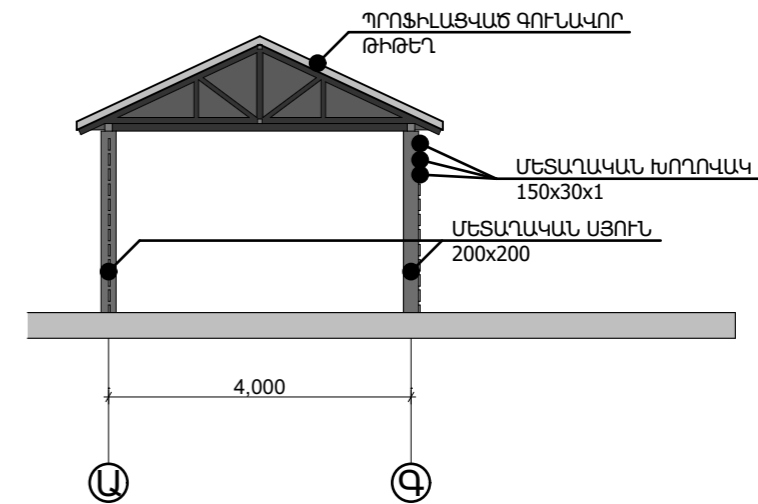 ՊՐՈՖԻԼԱՑՎԱԾ ԳՈՒՆԱՎՈՐ
ԹԻԹԵՂ
ՄԵՏԱՂԱԿԱՆ ԽՈՂՈՎԱԿ
150x30x1
ՄԵՏԱՂԱԿԱՆ ՍՅՈՒՆ
200x200
4,000
Ա
Գ